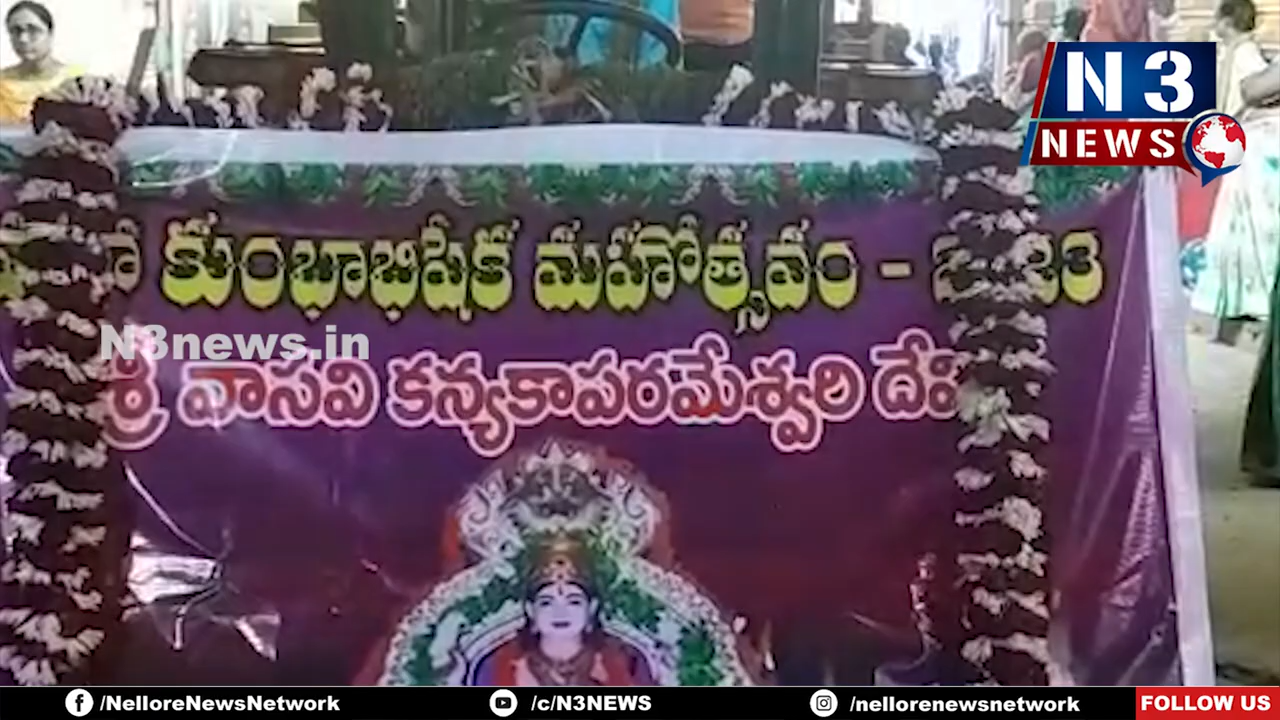 N3
NEWS
కుంభాభిషేక మహోత్సవం -
N3news.in
శ్రీ వాసవి కన్యకాపరమేశ్వరి
/NelloreNewsNetwork /c/N3NEWS /nellorenewsnetwork FOLLOW US